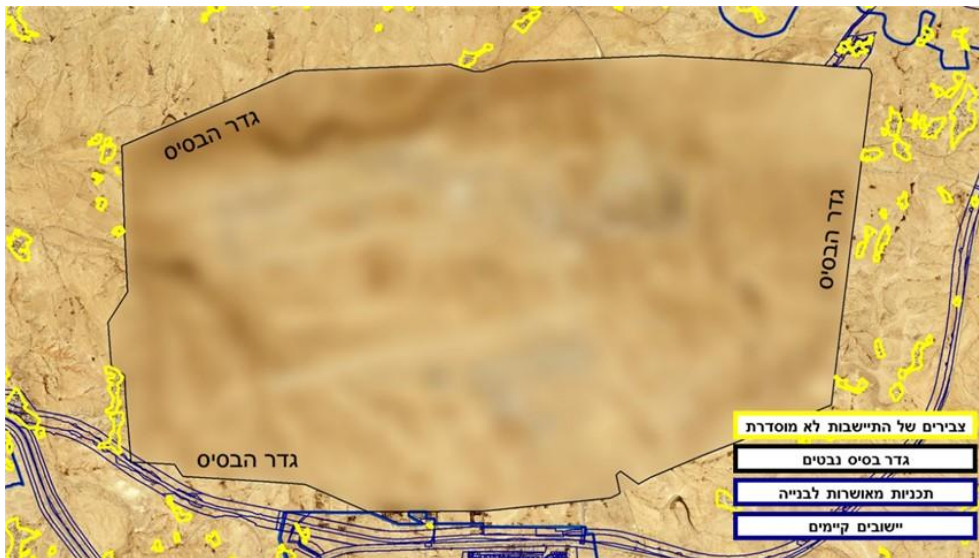 גדר הבסיס
גדר הבסיס
גדר הבסיס
צבירים של התיישבות לא מוסדרת
גדר בסיס נבטים
תכניות מאושרות לבנייה
יישובים קיימים